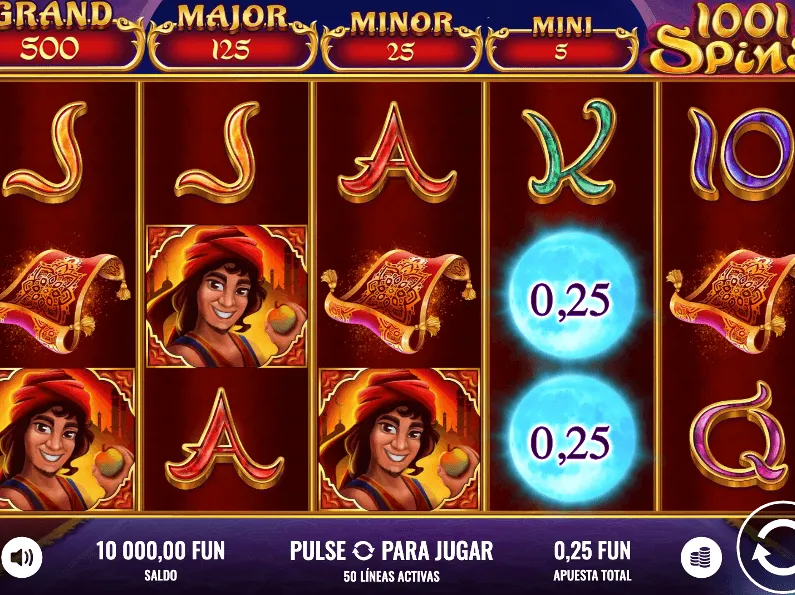 GRAND MAJOR MINOR MINI 1001
500 125 25 5 Spins
J J A K 10
0,25
A 0,25 Q
10 000,00 FUN PULSE PARA JUGAR 0,25 FUN
SALDO 50 LÍNEAS ACTIVAS APUESTA TOTAL